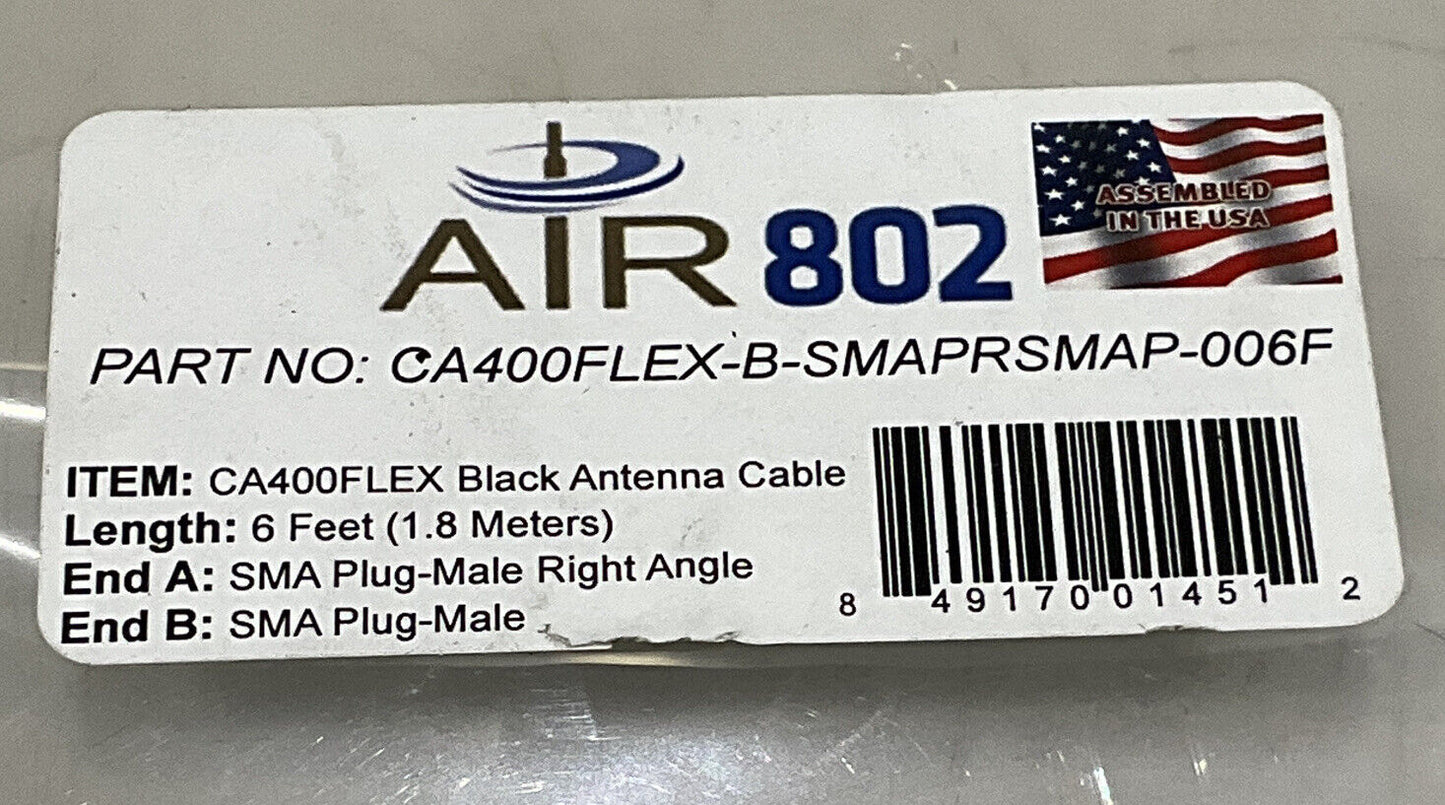 AIR 802
ASSEMBLED
IN THE USA
PART NO: CA400FLEX-B-SMAPRSMAP-006F
ITEM: CA400FLEX Black Antenna Cable
Length: 6 Feet (1.8 Meters)
End A: SMA Plug-Male Right Angle
End B: SMA Plug-Male
8 49170 01451 2